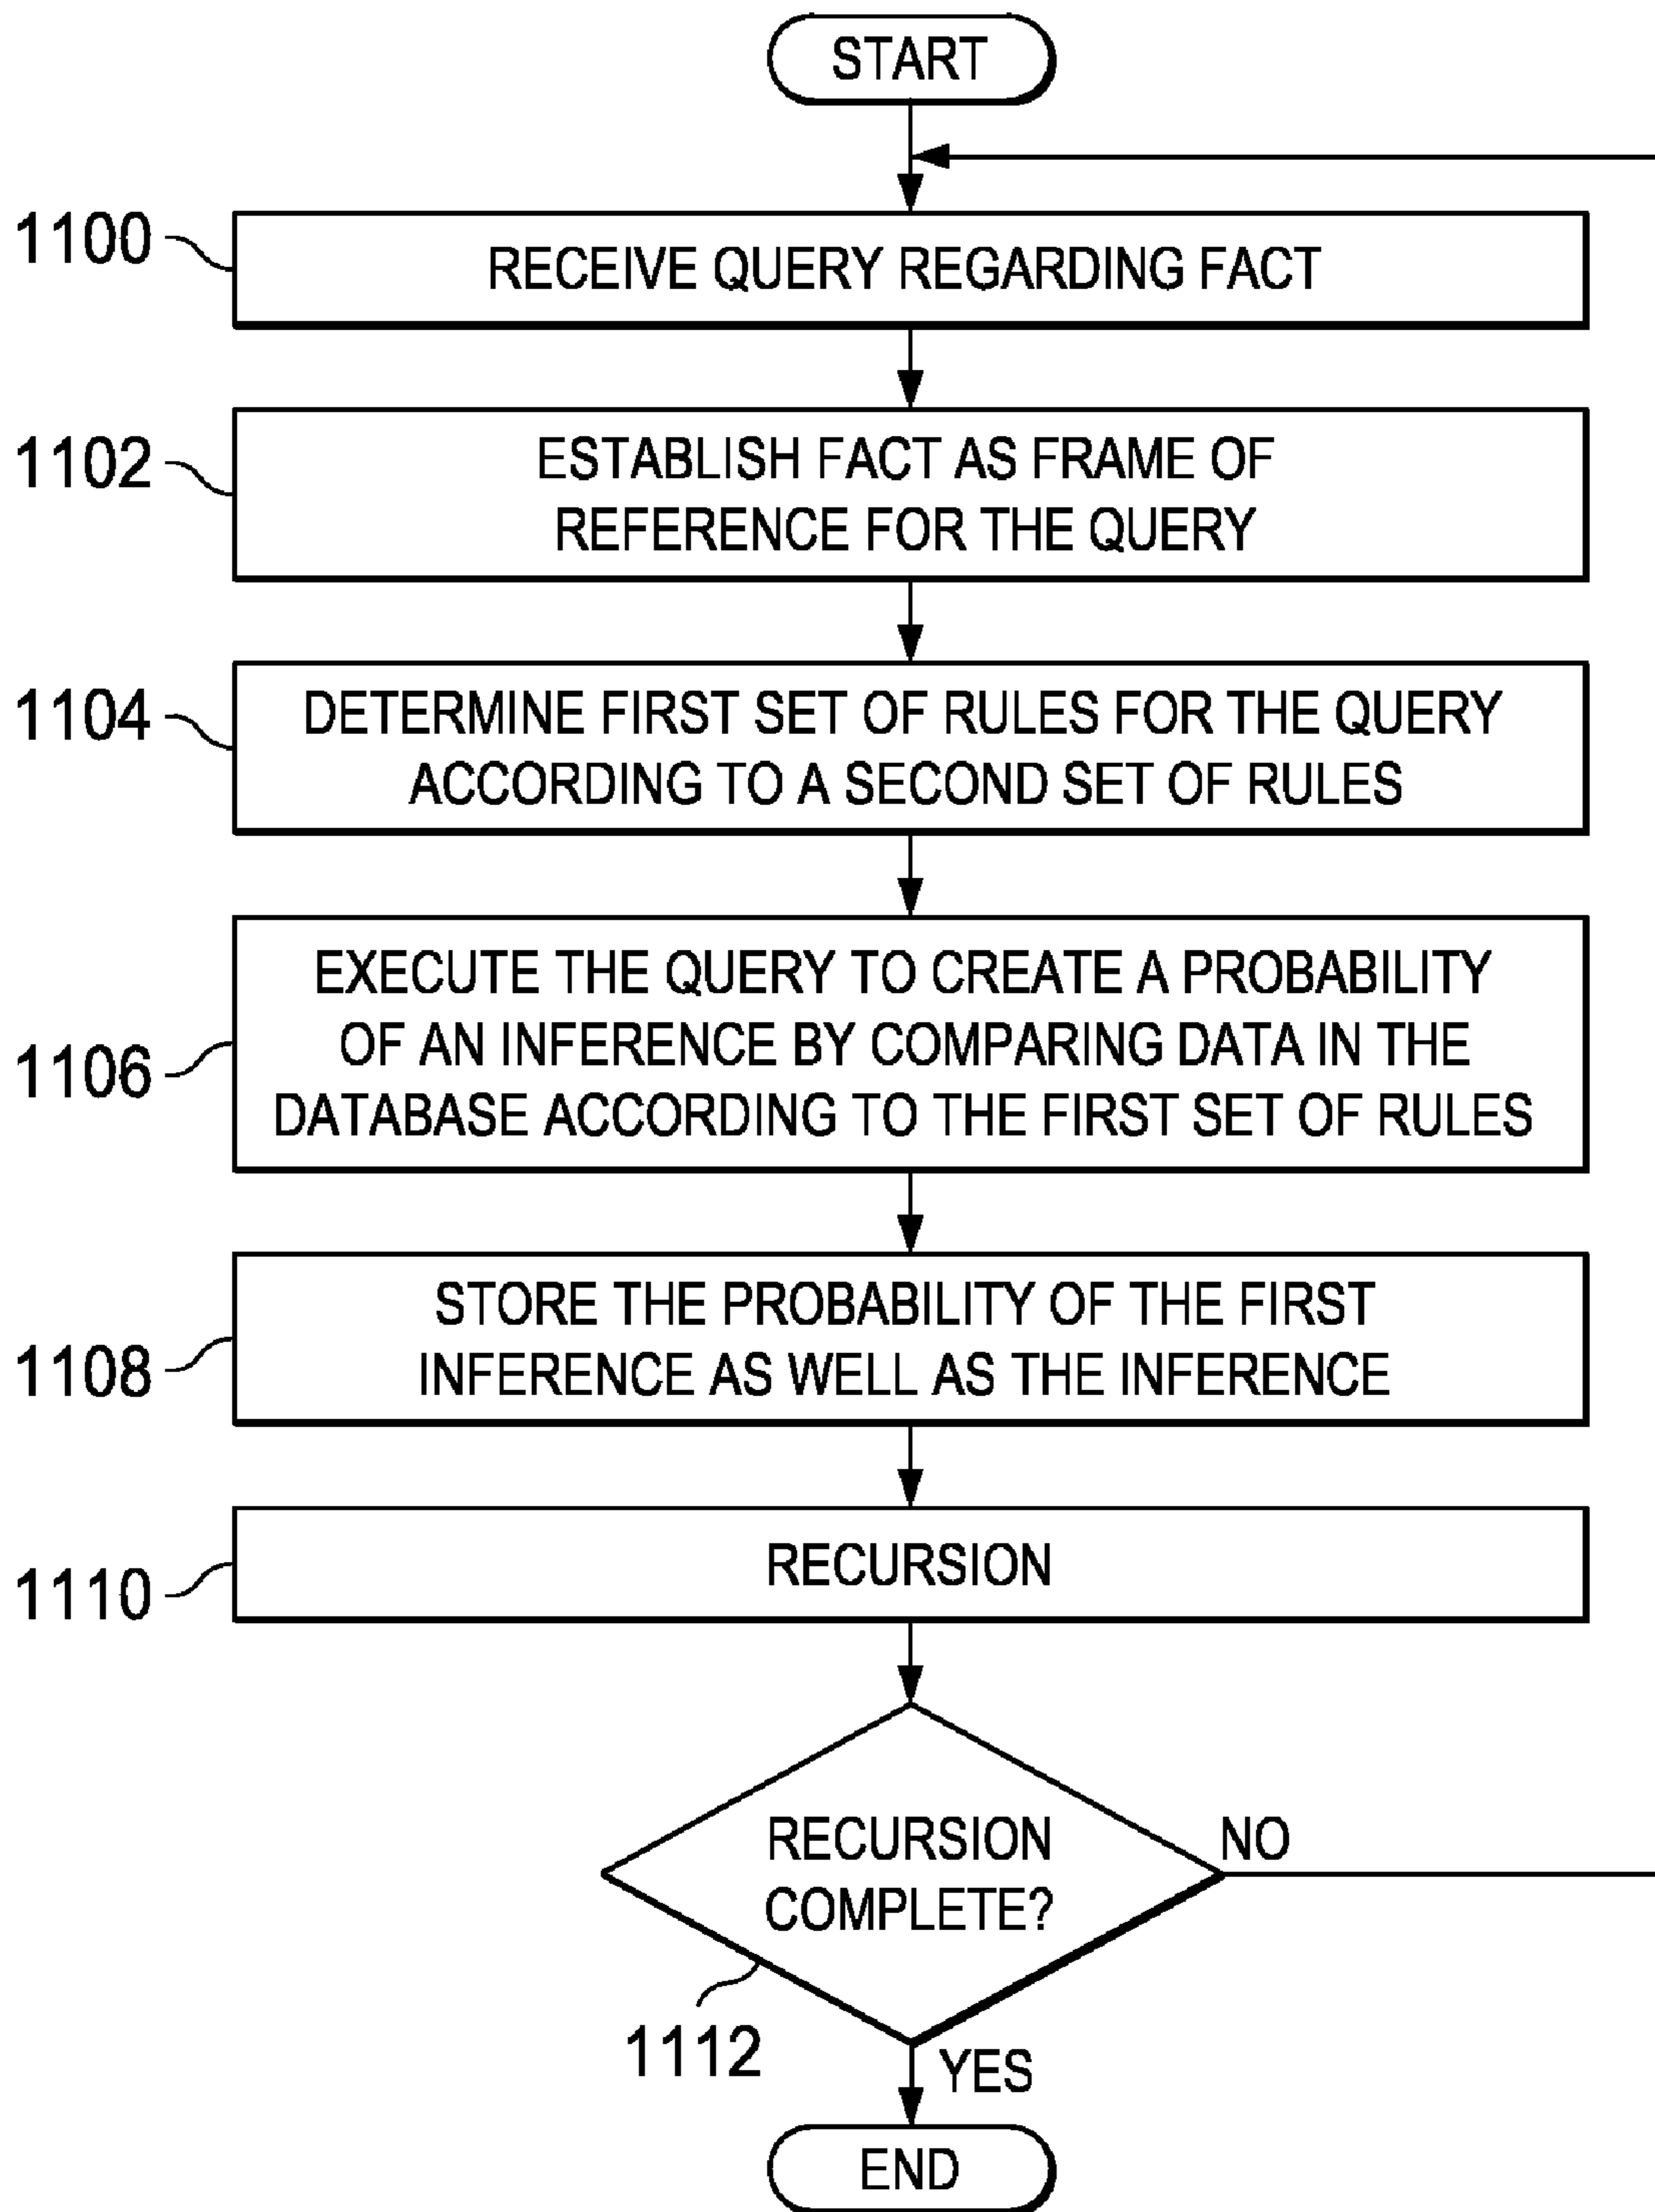 START
1100
RECEIVE QUERY REGARDING FACT
1102
ESTABLISH FACT AS FRAME OF
REFERENCE FOR THE QUERY
1104
DETERMINE FIRST SET OF RULES FOR THE QUERY
ACCORDING TO A SECOND SET OF RULES
1106
EXECUTE THE QUERY TO CREATE A PROBABILITY
OF AN INFERENCE BY COMPARING DATA IN THE
DATABASE ACCORDING TO THE FIRST SET OF RULES
1108
STORE THE PROBABILITY OF THE FIRST
INFERENCE AS WELL AS THE INFERENCE
1110
RECURSION
RECURSION
COMPLETE?
NO
1112
YES
END